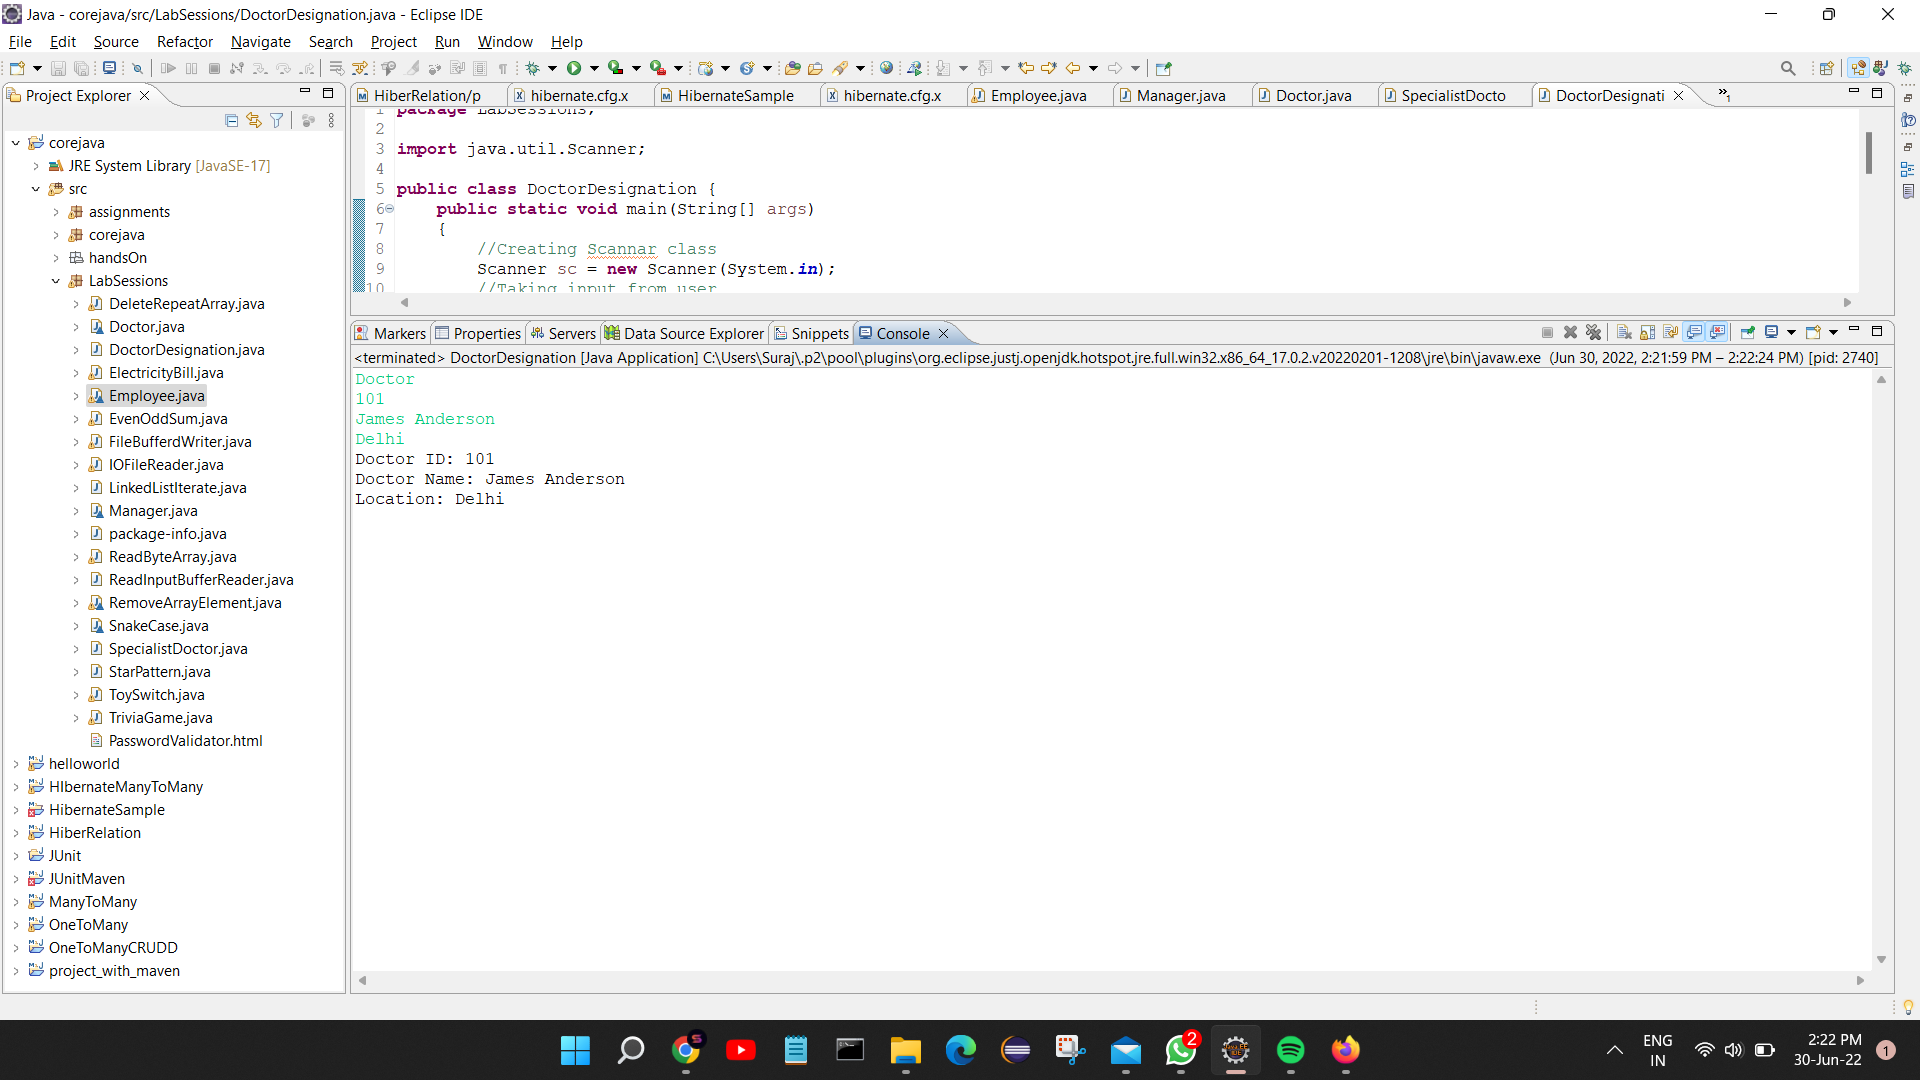 Java - corejava/src/LabSessions/DoctorDesignation.java - Eclipse IDE
File Edit Source Refactor Navigate Search Project Run Window Help
Project Explorer
corejava
JRE System Library [JavaSE-17]
src
assignments
corejava
handsOn
LabSessions
DeleteRepeatArray.java
Doctor.java
DoctorDesignation.java
ElectricityBill.java
Employee.java
EvenOddSum.java
FileBufferdWriter.java
IOFileReader.java
LinkedListIterate.java
Manager.java
package-info.java
ReadByteArray.java
ReadInputBufferReader.java
RemoveArrayElement.java
SnakeCase.java
SpecialistDoctor.java
StarPattern.java
ToySwitch.java
TriviaGame.java
PasswordValidator.html
helloworld
HIbernateManyToMany
HibernateSample
HiberRelation
JUnit
JUnitMaven
ManyToMany
OneToMany
OneToManyCRUDD
project_with_maven
HiberRelation/p hibernate.cfg.x HibernateSample hibernate.cfg.x Employee.java Manager.java Doctor.java SpecialistDocto DoctorDesignati »1
1 package LabSessions;
2
3 import java.util.Scanner;
4
5 public class DoctorDesignation {
6 public static void main(String[] args)
7 {
8 //Creating Scannar class
9 Scanner sc = new Scanner(System.in);
10 //Taking input from user
Markers Properties Servers Data Source Explorer Snippets Console
<terminated> DoctorDesignation [Java Application] C:\Users\Suraj\.p2\pool\plugins\org.eclipse.justj.openjdk.hotspot.jre.full.win32.x86_64_17.0.2.v20220201-1208\jre\bin\javaw.exe (Jun 30, 2022, 2:21:59 PM – 2:22:24 PM) [pid: 2740]
Doctor
101
James Anderson
Delhi
Doctor ID: 101
Doctor Name: James Anderson
Location: Delhi
2
ENG
IN
2:22 PM
30-Jun-22
1